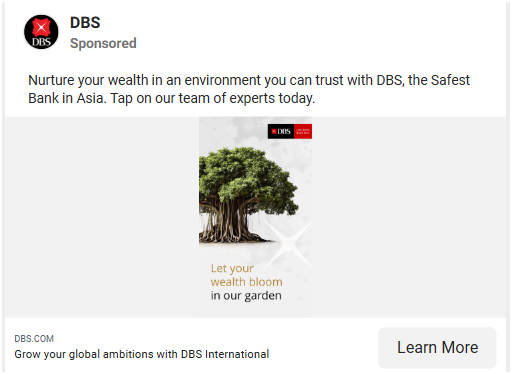 DBS
Sponsored
DBS
Nurture your wealth in an environment you can trust with DBS, the Safest
Bank in Asia. Tap on our team of experts today.
DBS
Let your
wealth bloom
in our garden
DBS.COM
Grow your global ambitions with DBS International
Learn More